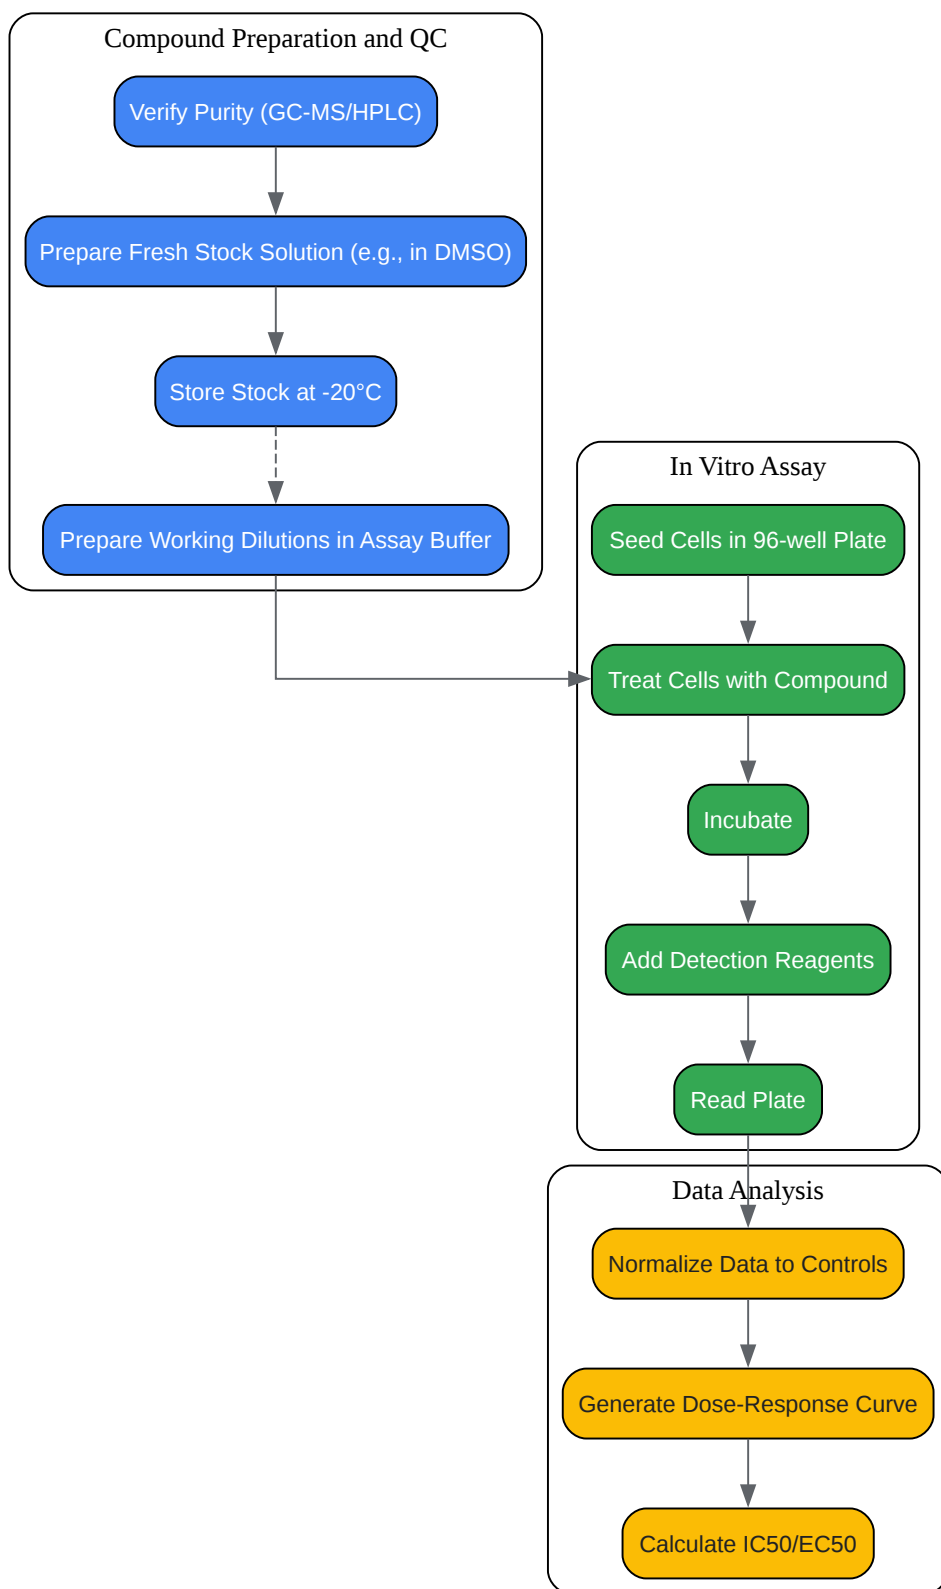 Compound Preparation and QC
Verify Purity (GC-MS/HPLC)
Prepare Fresh Stock Solution (e.g., in DMSO)
Store Stock at -20°C
Prepare Working Dilutions in Assay Buffer
In Vitro Assay
Seed Cells in 96-well Plate
Treat Cells with Compound
Incubate
Add Detection Reagents
Read Plate
Data Analysis
Normalize Data to Controls
Generate Dose-Response Curve
Calculate IC50/EC50